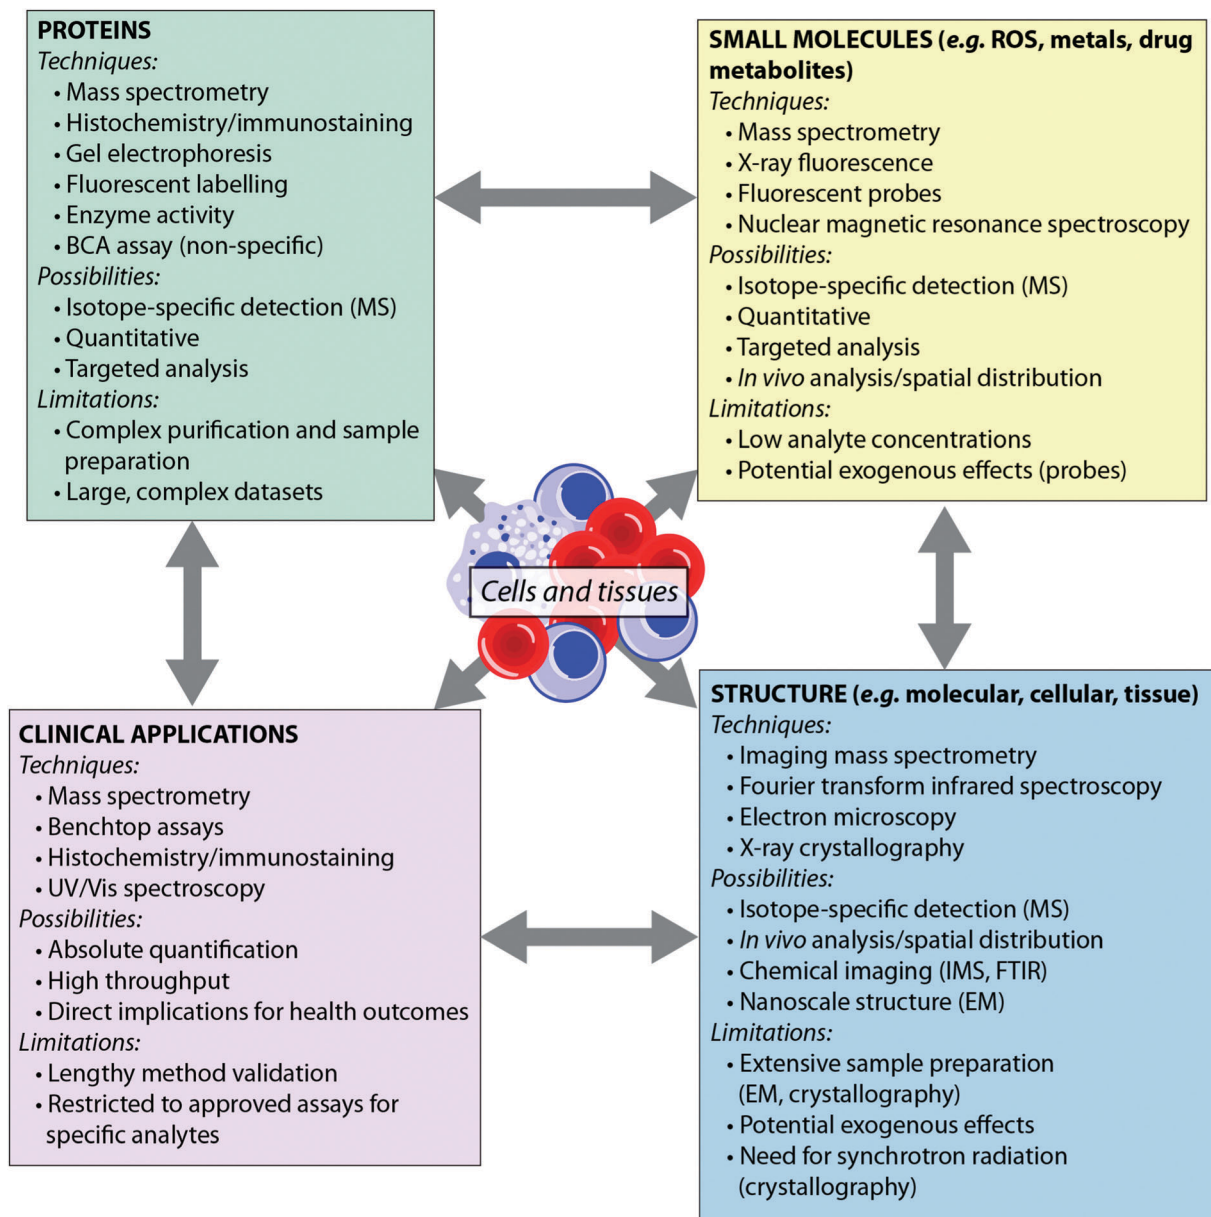 PROTEINS
Techniques:
• Mass spectrometry
• Histochemistry/immunostaining
• Gel electrophoresis
• Fluorescent labelling
• Enzyme activity
• BCA assay (non-specific)
Possibilities:
• Isotope-specific detection (MS)
• Quantitative
• Targeted analysis
Limitations:
• Complex purification and sample
preparation
• Large, complex datasets
SMALL MOLECULES (e.g. ROS, metals, drug
metabolites)
Techniques:
• Mass spectrometry
• X-ray fluorescence
• Fluorescent probes
• Nuclear magnetic resonance spectroscopy
Possibilities:
• Isotope-specific detection (MS)
• Quantitative
• Targeted analysis
• In vivo analysis/spatial distribution
Limitations:
• Low analyte concentrations
• Potential exogenous effects (probes)
Cells and tissues
CLINICAL APPLICATIONS
Techniques:
• Mass spectrometry
• Benchtop assays
• Histochemistry/immunostaining
• UV/Vis spectroscopy
Possibilities:
• Absolute quantification
• High throughput
• Direct implications for health outcomes
Limitations:
• Lengthy method validation
• Restricted to approved assays for
specific analytes
STRUCTURE (e.g. molecular, cellular, tissue)
Techniques:
• Imaging mass spectrometry
• Fourier transform infrared spectroscopy
• Electron microscopy
• X-ray crystallography
Possibilities:
• Isotope-specific detection (MS)
• In vivo analysis/spatial distribution
• Chemical imaging (IMS, FTIR)
• Nanoscale structure (EM)
Limitations:
• Extensive sample preparation
(EM, crystallography)
• Potential exogenous effects
• Need for synchrotron radiation
(crystallography)